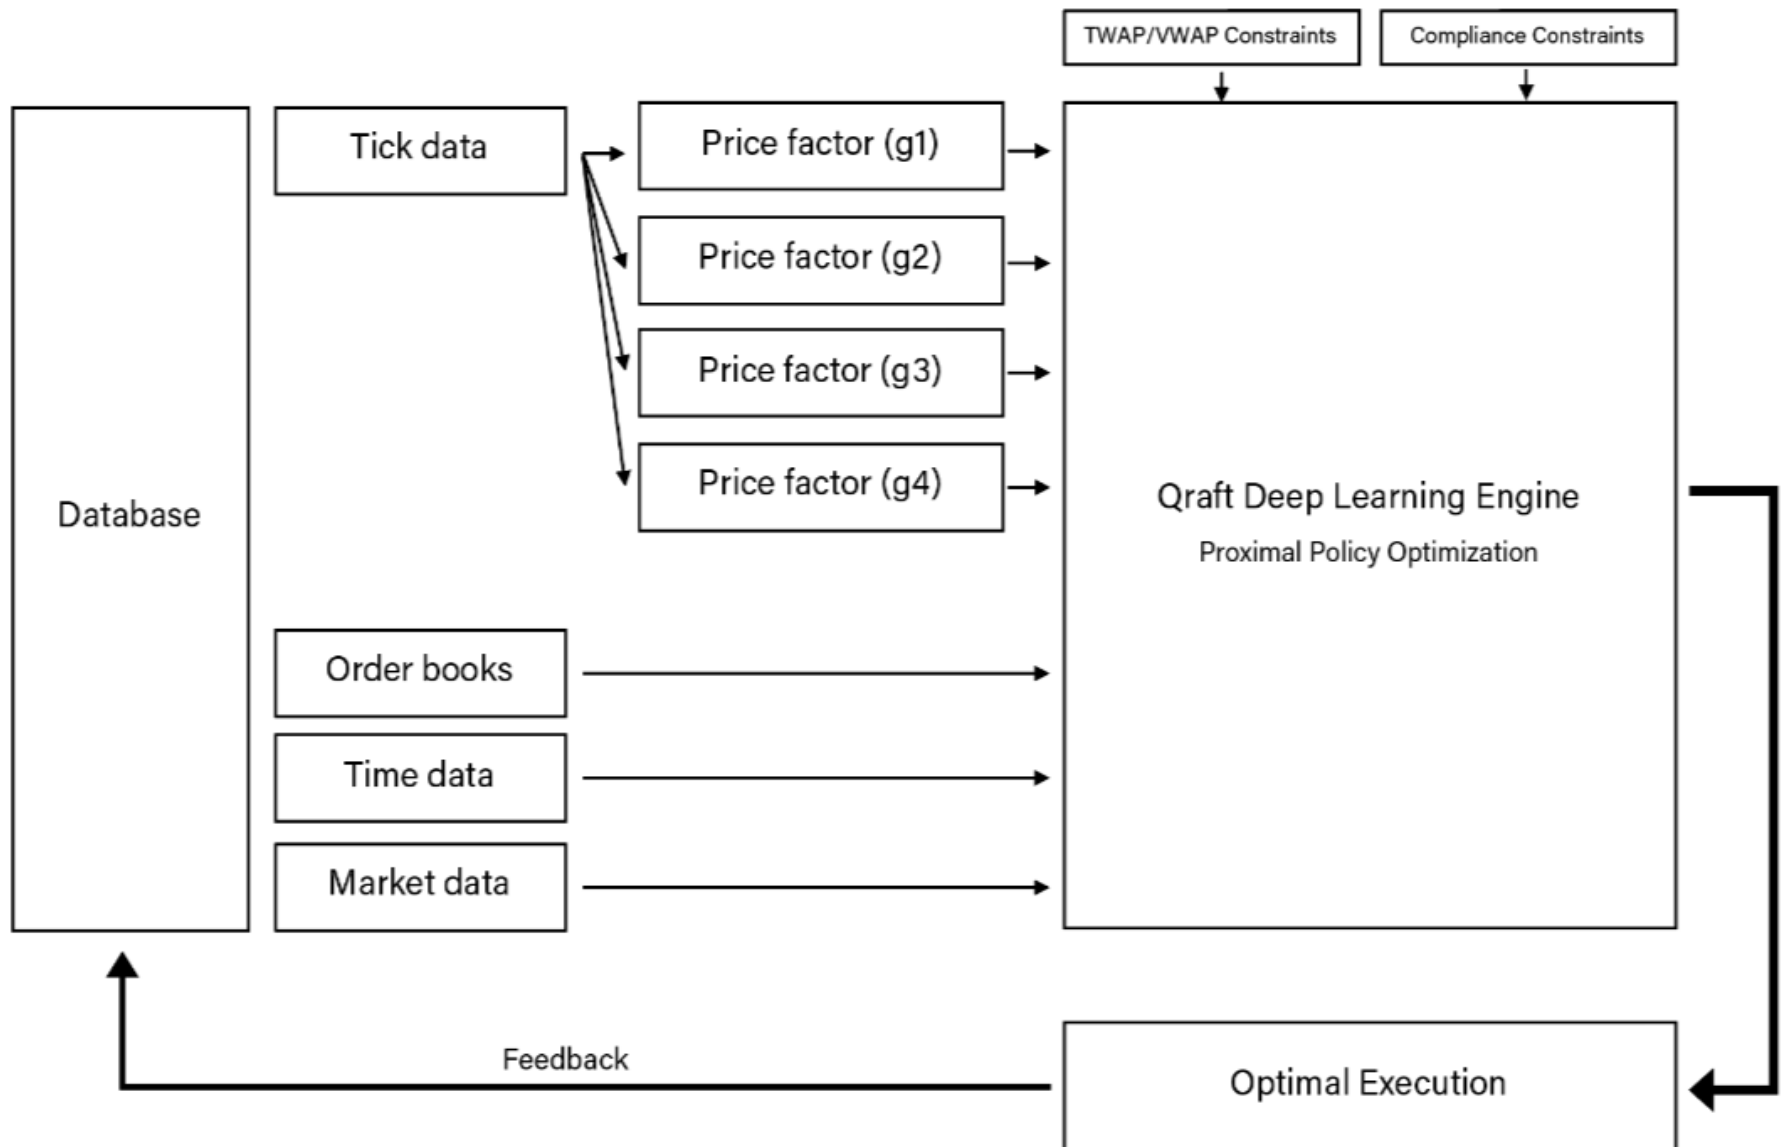 TWAP/VWAP Constraints
Compliance Constraints
Database
Tick data
Price factor (g1)
Price factor (g2)
Price factor (g3)
Price factor (g4)
Order books
Time data
Market data
Qraft Deep Learning Engine
Proximal Policy Optimization
Feedback
Optimal Execution